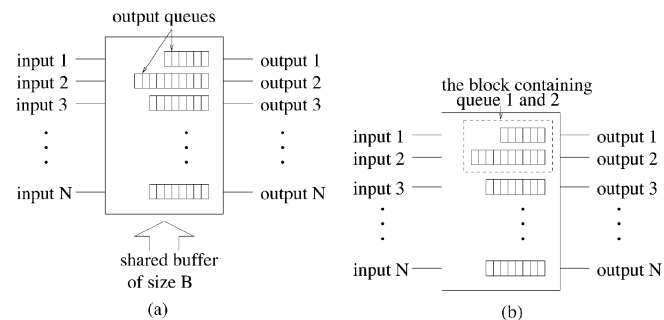 output queues
input 1
output 1
input 2
output 2
input 3
output 3
input N
output N
shared buffer
of size B
(a)
the block containing
queue 1 and 2
input 1
output 1
input 2
output 2
input 3
output 3
input N
output N
(b)